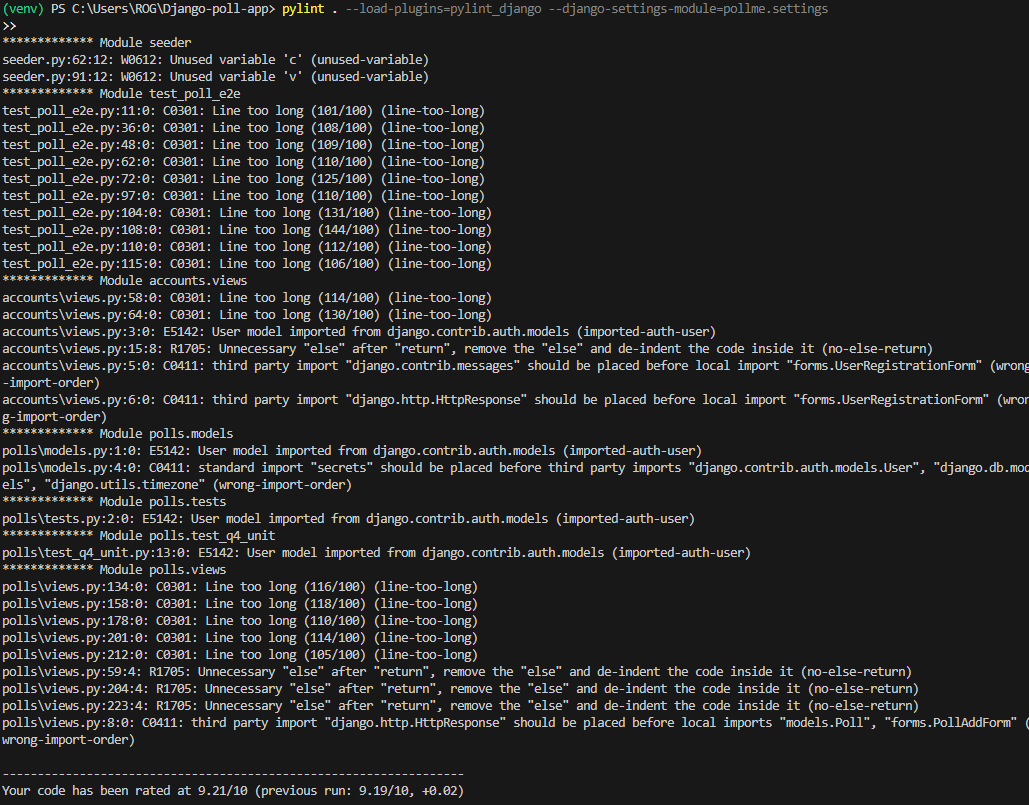 (venv) PS C:\Users\ROG\Django-poll-app> pylint . --load-plugins=pylint_django --django-settings-module=pollme.settings
>>
************* Module seeder
seeder.py:62:12: W0612: Unused variable 'c' (unused-variable)
seeder.py:91:12: W0612: Unused variable 'v' (unused-variable)
************* Module test_poll_e2e
test_poll_e2e.py:11:0: C0301: Line too long (101/100) (line-too-long)
test_poll_e2e.py:36:0: C0301: Line too long (108/100) (line-too-long)
test_poll_e2e.py:48:0: C0301: Line too long (109/100) (line-too-long)
test_poll_e2e.py:62:0: C0301: Line too long (110/100) (line-too-long)
test_poll_e2e.py:72:0: C0301: Line too long (125/100) (line-too-long)
test_poll_e2e.py:97:0: C0301: Line too long (110/100) (line-too-long)
test_poll_e2e.py:104:0: C0301: Line too long (131/100) (line-too-long)
test_poll_e2e.py:108:0: C0301: Line too long (144/100) (line-too-long)
test_poll_e2e.py:110:0: C0301: Line too long (112/100) (line-too-long)
test_poll_e2e.py:115:0: C0301: Line too long (106/100) (line-too-long)
************* Module accounts.views
accounts\views.py:58:0: C0301: Line too long (114/100) (line-too-long)
accounts\views.py:64:0: C0301: Line too long (130/100) (line-too-long)
accounts\views.py:3:0: E5142: User model imported from django.contrib.auth.models (imported-auth-user)
accounts\views.py:15:8: R1705: Unnecessary "else" after "return", remove the "else" and de-indent the code inside it (no-else-return)
accounts\views.py:5:0: C0411: third party import "django.contrib.messages" should be placed before local import "forms.UserRegistrationForm" (wrong
-import-order)
accounts\views.py:6:0: C0411: third party import "django.http.HttpResponse" should be placed before local import "forms.UserRegistrationForm" (wron
g-import-order)
************* Module polls.models
polls\models.py:1:0: E5142: User model imported from django.contrib.auth.models (imported-auth-user)
polls\models.py:4:0: C0411: standard import "secrets" should be placed before third party imports "django.contrib.auth.models.User", "django.db.mod
els", "django.utils.timezone" (wrong-import-order)
************* Module polls.tests
polls\tests.py:2:0: E5142: User model imported from django.contrib.auth.models (imported-auth-user)
************* Module polls.test_q4_unit
polls\test_q4_unit.py:13:0: E5142: User model imported from django.contrib.auth.models (imported-auth-user)
************* Module polls.views
polls\views.py:134:0: C0301: Line too long (116/100) (line-too-long)
polls\views.py:158:0: C0301: Line too long (118/100) (line-too-long)
polls\views.py:178:0: C0301: Line too long (110/100) (line-too-long)
polls\views.py:201:0: C0301: Line too long (114/100) (line-too-long)
polls\views.py:212:0: C0301: Line too long (105/100) (line-too-long)
polls\views.py:59:4: R1705: Unnecessary "else" after "return", remove the "else" and de-indent the code inside it (no-else-return)
polls\views.py:204:4: R1705: Unnecessary "else" after "return", remove the "else" and de-indent the code inside it (no-else-return)
polls\views.py:223:4: R1705: Unnecessary "else" after "return", remove the "else" and de-indent the code inside it (no-else-return)
polls\views.py:8:0: C0411: third party import "django.http.HttpResponse" should be placed before local imports "models.Poll", "forms.PollAddForm" (
wrong-import-order)
------------------------------------------------------------------
Your code has been rated at 9.21/10 (previous run: 9.19/10, +0.02)